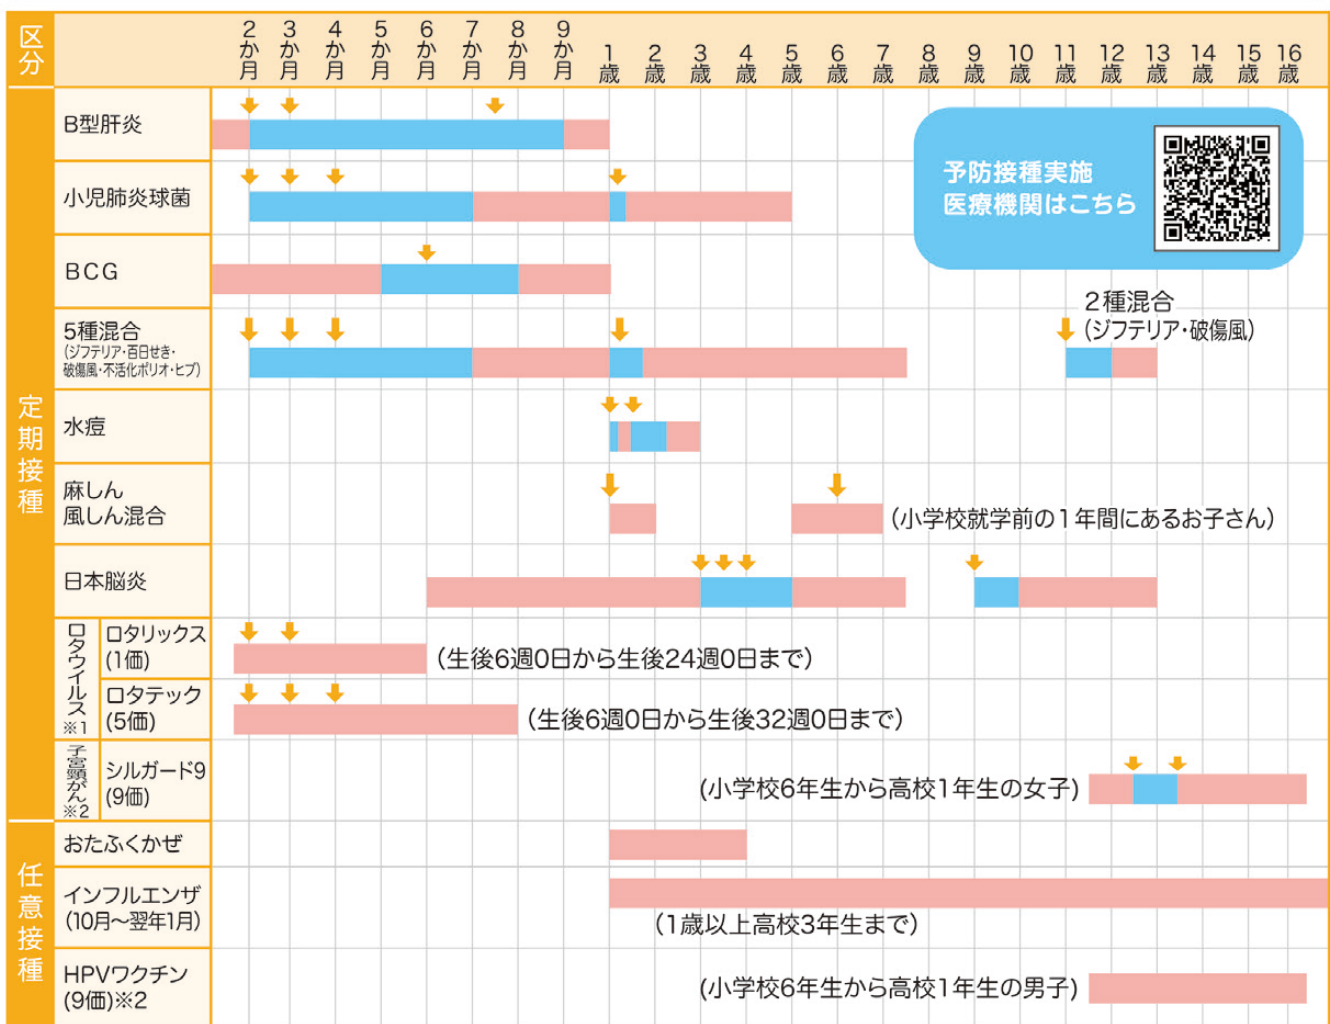 区分
2か月 3か月 4か月 5か月 6か月 7か月 8か月 9か月 1歳 2歳 3歳 4歳 5歳 6歳 7歳 8歳 9歳 10歳 11歳 12歳 13歳 14歳 15歳 16歳
定期接種
B型肝炎
予防接種実施
医療機関はこちら
小児肺炎球菌
BCG
5種混合
(ジフテリア・百日せき・
破傷風・不活化ポリオ・ヒブ)
2種混合
(ジフテリア・破傷風)
水痘
麻しん
風しん混合
(小学校就学前の1年間にあるお子さん)
日本脳炎
ロタウイルス※1
ロタリックス
(1価)
(生後6週0日から生後24週0日まで)
ロタテック
(5価)
(生後6週0日から生後32週0日まで)
子宮頸がん※2
シルガード9
(9価)
(小学校6年生から高校1年生の女子)
任意接種
おたふくかぜ
インフルエンザ
(10月〜翌年1月)
(1歳以上高校3年生まで)
HPVワクチン
(9価)※2
(小学校6年生から高校1年生の男子)